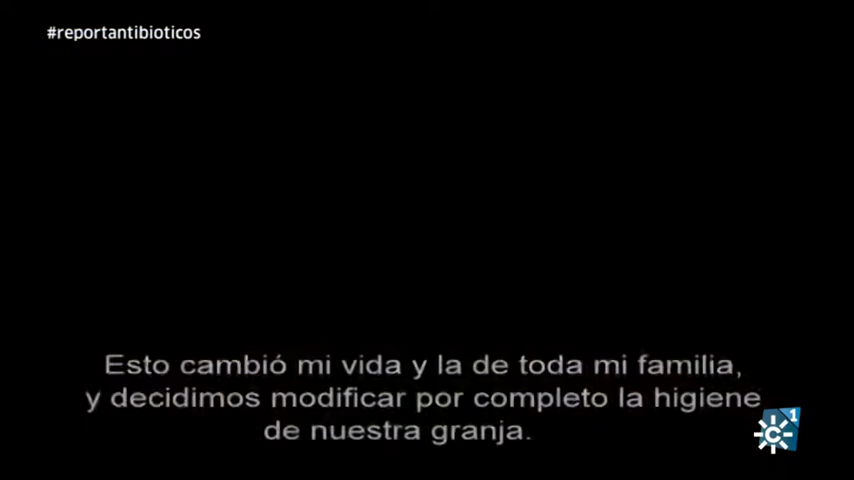 #reportantibioticos
Esto cambió mi vida y la de toda mi familia,
y decidimos modificar por completo la higiene
de nuestra granja.
1